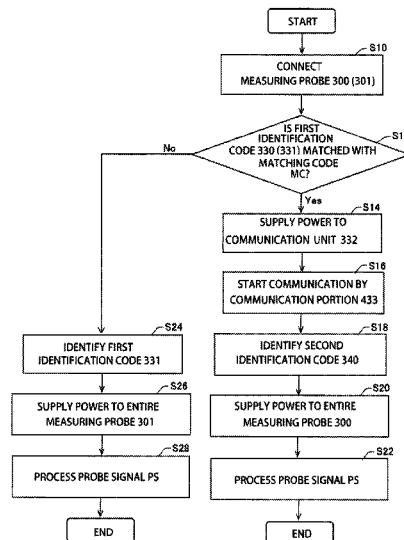 START
S10
CONNECT
MEASURING PROBE 300 (301)
IS FIRST
IDENTIFICATION
CODE 330 (331) MATCHED WITH
MATCHING CODE
MC?
S1
No
Yes
S14
SUPPLY POWER TO
COMMUNICATION UNIT 332
S16
START COMMUNICATION BY
COMMUNICATION PORTION 433
S24
IDENTIFY FIRST
IDENTIFICATION CODE 331
S18
IDENTIFY SECOND
IDENTIFICATION CODE 340
S26
SUPPLY POWER TO ENTIRE
MEASURING PROBE 301
S20
SUPPLY POWER TO ENTIRE
MEASURING PROBE 300
S28
PROCESS PROBE SIGNAL PS
S22
PROCESS PROBE SIGNAL PS
END
END